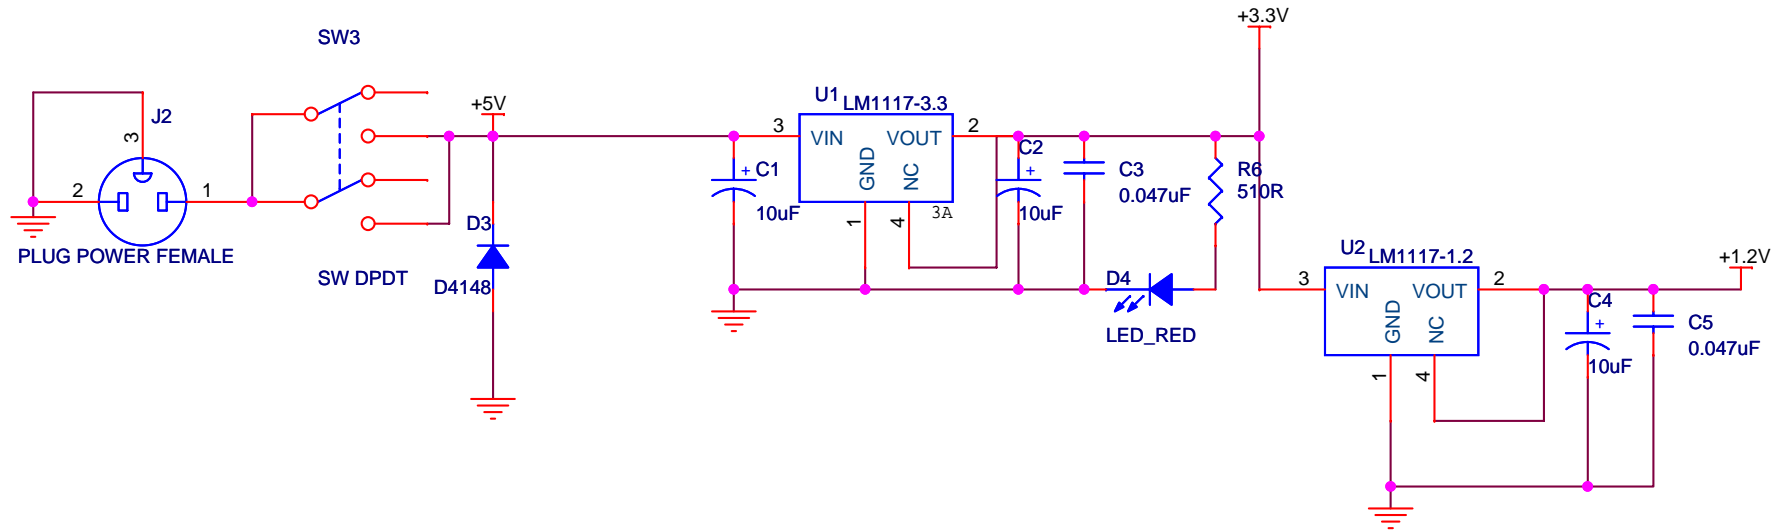 SW3
J2
3
2
1
PLUG POWER FEMALE
SW DPDT
+5V
D3
D4148
+
C1
10uF
U1
LM1117-3.3
3
VIN
VOUT
2
GND
NC
1
4
3A
C2
+
10uF
C3
0.047uF
R6
510R
D4
LED_RED
+3.3V
U2
LM1117-1.2
3
VIN
VOUT
2
GND
NC
1
4
C4
+
10uF
C5
0.047uF
+1.2V